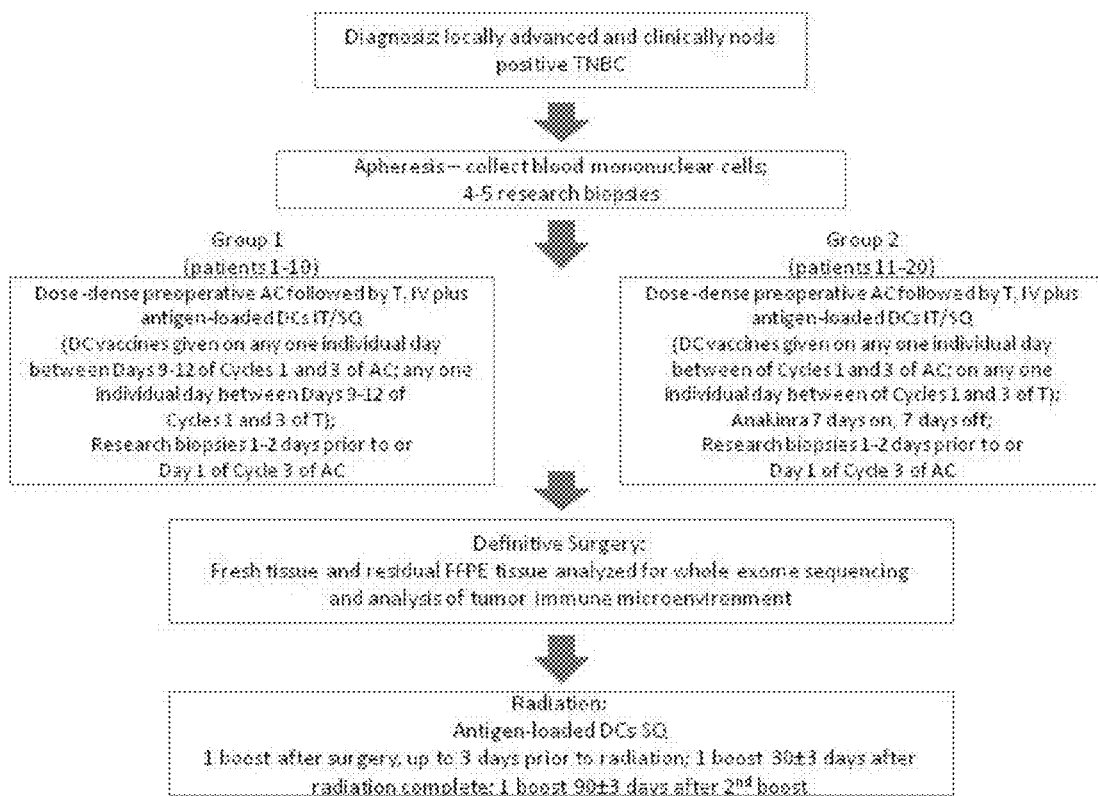 Diagnosis: locally advanced and clinically node
positive TNBC
Apheresis – collect blood mononuclear cells;
4-5 research biopsies
Group 1
(patients 1-10)
Dose-dense preoperative AC followed by T, IV plus
antigen-loaded DCs IT/SQ
(DC vaccines given on any one individual day
between Days 9-12 of Cycles 1 and 3 of AC; any one
individual day between Days 9-12 of
Cycles 1 and 3 of T);
Research biopsies 1-2 days prior to or
Day 1 of Cycle 3 of AC
Group 2
(patients 11-20)
Dose-dense preoperative AC followed by T, IV plus
antigen-loaded DCs IT/SQ
(DC vaccines given on any one individual day
between of Cycles 1 and 3 of AC; on any one
individual day between of Cycles 1 and 3 of T);
Anakinra 7 days on, 7 days off;
Research biopsies 1-2 days prior to or
Day 1 of Cycle 3 of AC
Definitive Surgery:
Fresh tissue and residual FFPE tissue analyzed for whole exome sequencing
and analysis of tumor immune microenvironment
Radiation:
Antigen-loaded DCs SQ
1 boost after surgery, up to 3 days prior to radiation; 1 boost 30±3 days after
radiation complete; 1 boost 90±3 days after 2nd boost